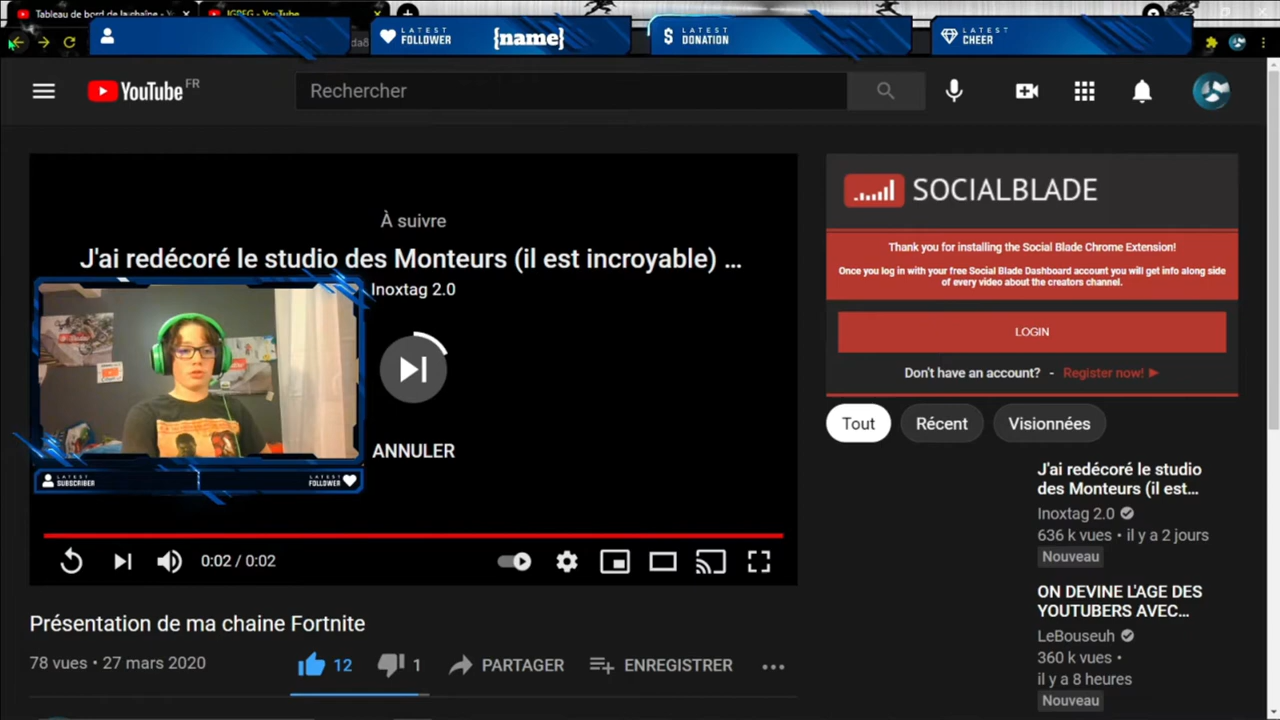 Tableau de bord de la chaîne - Y
JGPEG - YouTube
LATEST
FOLLOWER
{name}
LATEST
DONATION
LATEST
CHEER
YouTube FR
Rechercher
À suivre
J'ai redécoré le studio des Monteurs (il est incroyable) ...
Inoxtag 2.0
ANNULER
LATEST
SUBSCRIBER
LATEST
FOLLOWER
0:02 / 0:02
Présentation de ma chaine Fortnite
78 vues • 27 mars 2020
12
1
PARTAGER
ENREGISTRER
SOCIALBLADE
Thank you for installing the Social Blade Chrome Extension!
Once you log in with your free Social Blade Dashboard account you will get info along side
of every video about the creators channel.
LOGIN
Don't have an account? - Register now! ►
Tout
Récent
Visionnées
J'ai redécoré le studio
des Monteurs (il est...
Inoxtag 2.0
636 k vues • il y a 2 jours
Nouveau
ON DEVINE L'AGE DES
YOUTUBERS AVEC...
LeBouseuh
360 k vues •
il y a 8 heures
Nouveau